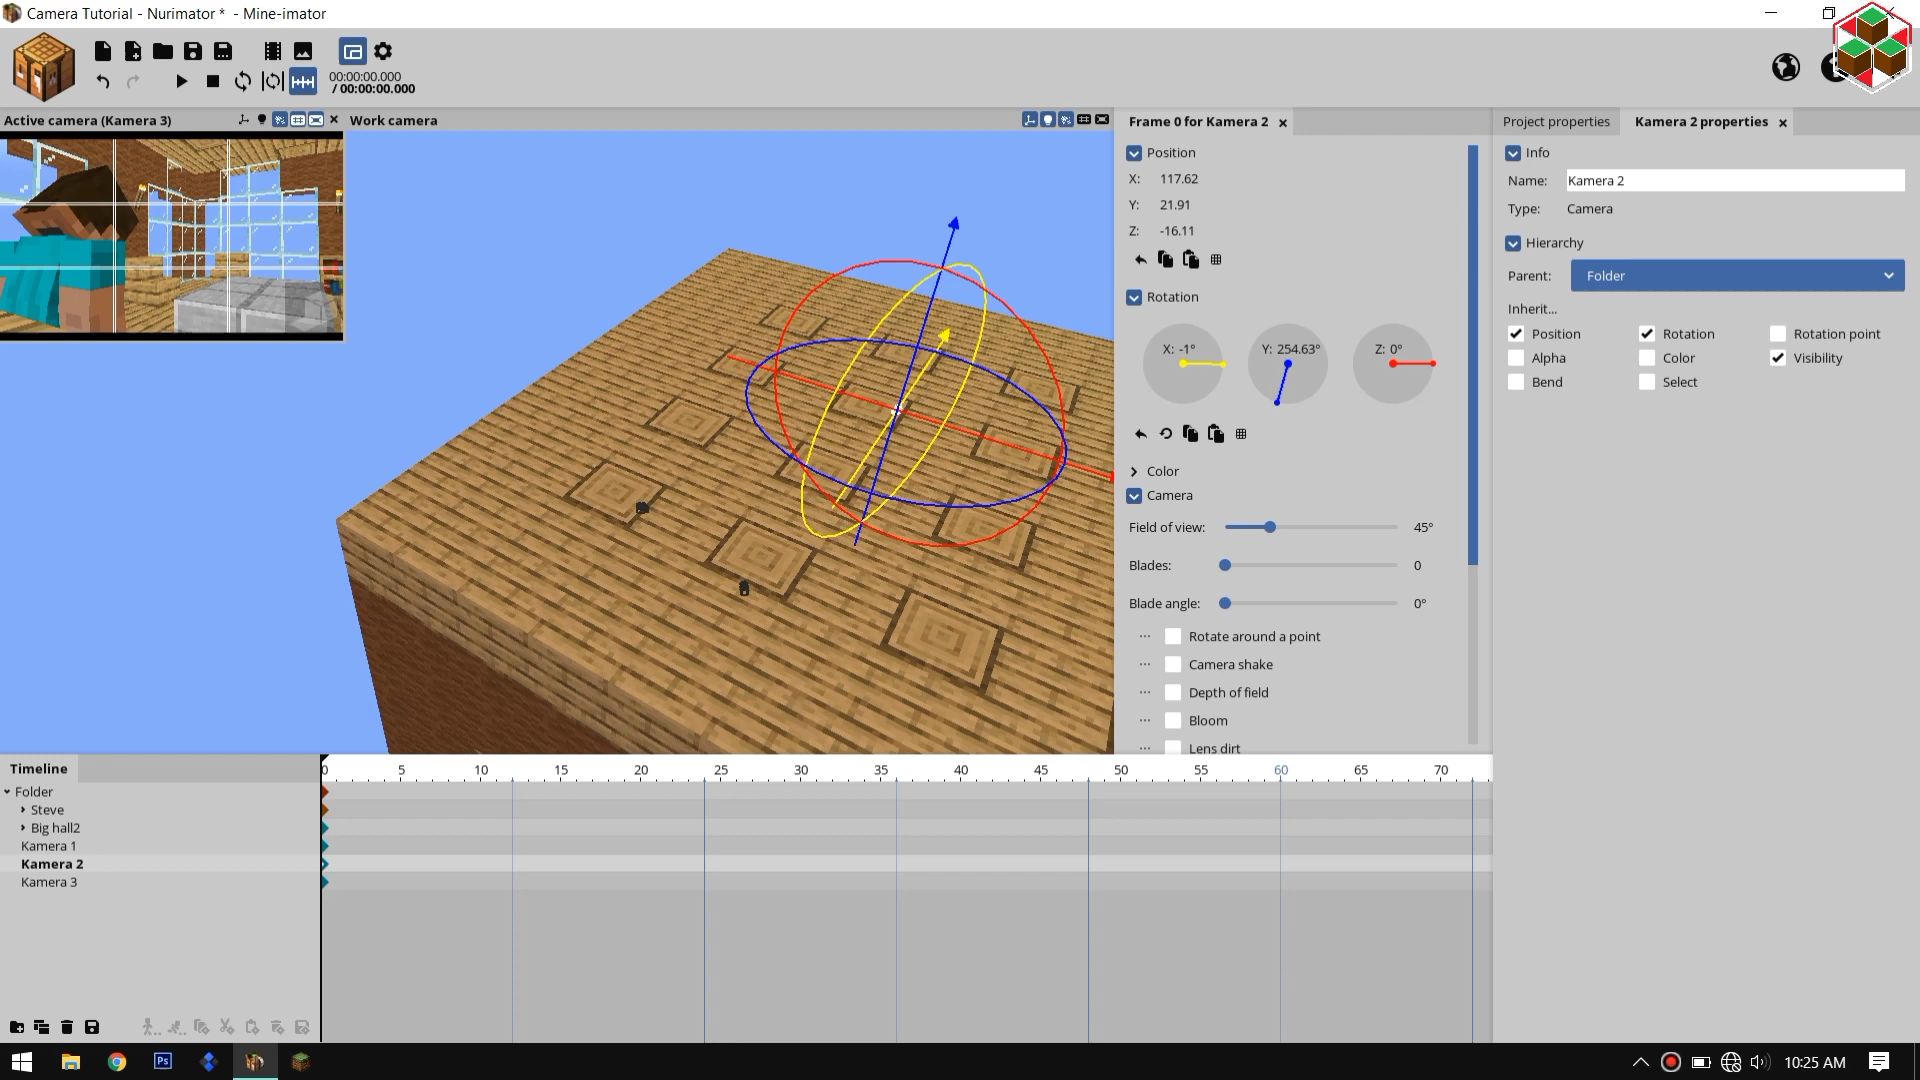 Camera Tutorial - Nurimator * - Mine-imator
00:00:00.000
/ 00:00:00.000
Active camera (Kamera 3)
Work camera
Frame 0 for Kamera 2
Position
X: 117.62
Y: 21.91
Z: -16.11
Rotation
X: -1° Y: 254.63° Z: 0°
Color
Camera
Field of view: 45°
Blades: 0
Blade angle: 0°
Rotate around a point
Camera shake
Depth of field
Bloom
Lens dirt
Project properties Kamera 2 properties
Info
Name: Kamera 2
Type: Camera
Hierarchy
Parent: Folder
Inherit...
Position Rotation Rotation point
Alpha Color Visibility
Bend Select
Timeline
0 5 10 15 20 25 30 35 40 45 50 55 60 65 70
Folder
Steve
Big hall2
Kamera 1
Kamera 2
Kamera 3
Ps
10:25 AM